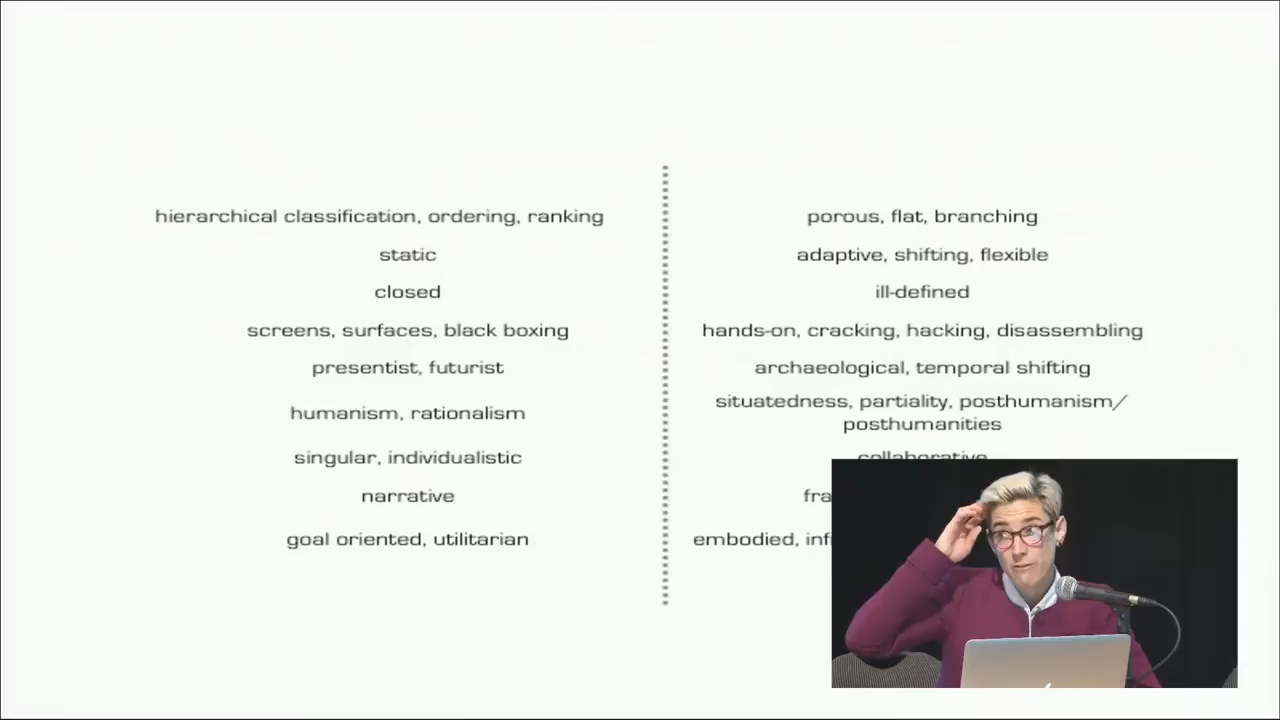 hierarchical classification, ordering, ranking
porous, flat, branching
static
adaptive, shifting, flexible
closed
ill-defined
screens, surfaces, black boxing
hands-on, cracking, hacking, disassembling
presentist, futurist
archaeological, temporal shifting
humanism, rationalism
situatedness, partiality, posthumanism/
posthumanities
singular, individualistic
collaborative
narrative
goal oriented, utilitarian
embodied,